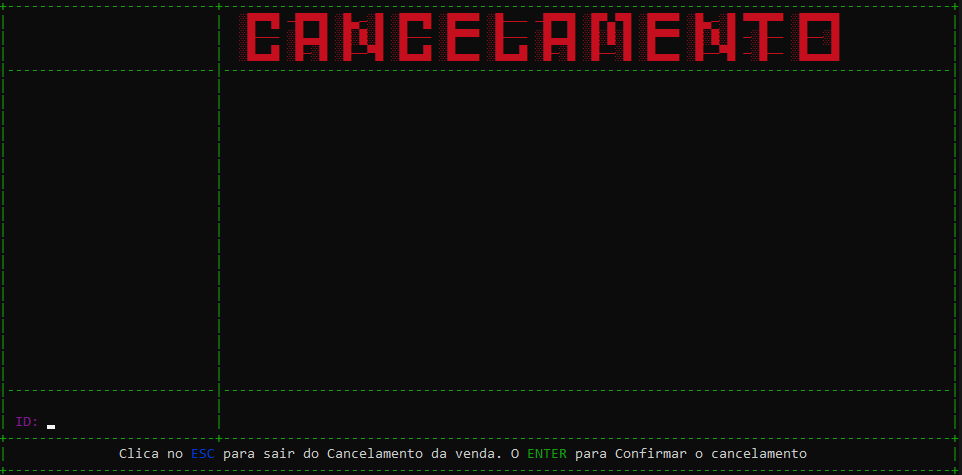 CANCELAMENTO
ID:
Clica no ESC para sair do Cancelamento da venda. O ENTER para Confirmar o cancelamento